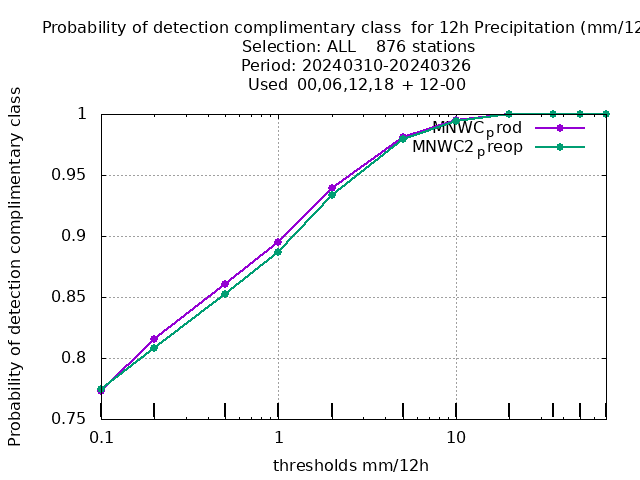 Probability of detection complimentary class for 12h Precipitation (mm/12
Selection: ALL 876 stations
Period: 20240310-20240326
Used 00,06,12,18 + 12-00
Probability of detection complimentary class
1
0.95
0.9
0.85
0.8
0.75
0.1
1
10
thresholds mm/12h
MNWCprod
MNWC2preop